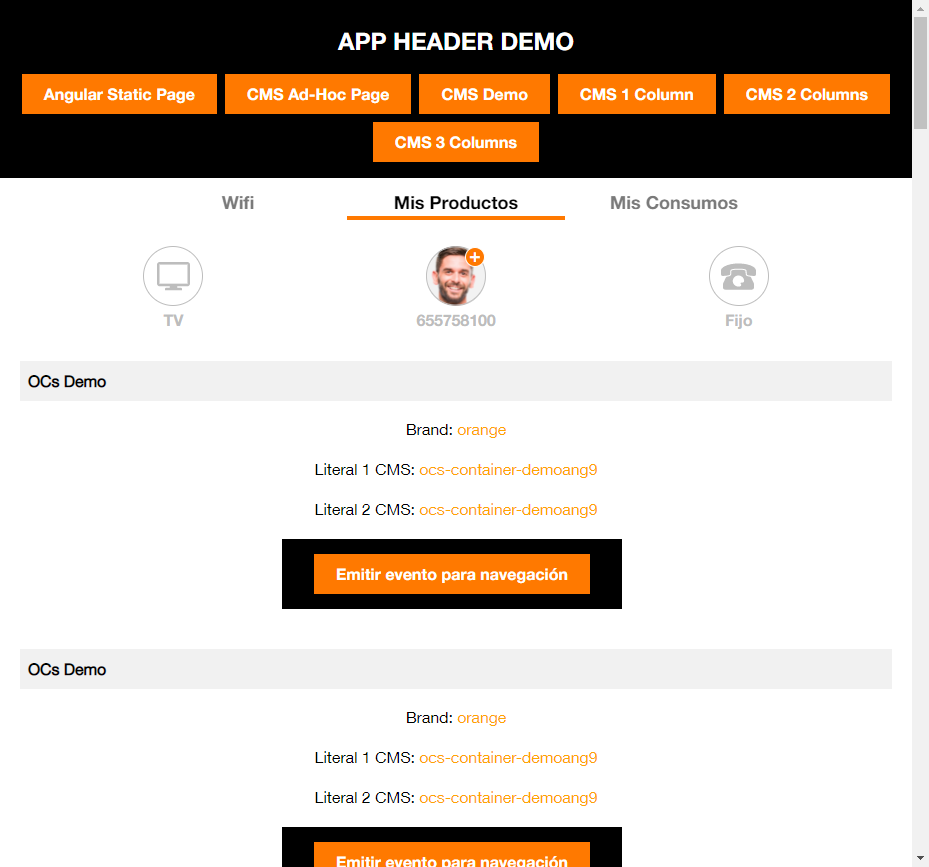 APP HEADER DEMO
Angular Static Page CMS Ad-Hoc Page CMS Demo CMS 1 Column CMS 2 Columns
CMS 3 Columns
Wifi Mis Productos Mis Consumos
TV 655758100 Fijo
OCs Demo
Brand: orange
Literal 1 CMS: ocs-container-demoang9
Literal 2 CMS: ocs-container-demoang9
Emitir evento para navegación
OCs Demo
Brand: orange
Literal 1 CMS: ocs-container-demoang9
Literal 2 CMS: ocs-container-demoang9
Emitir evento para navegación